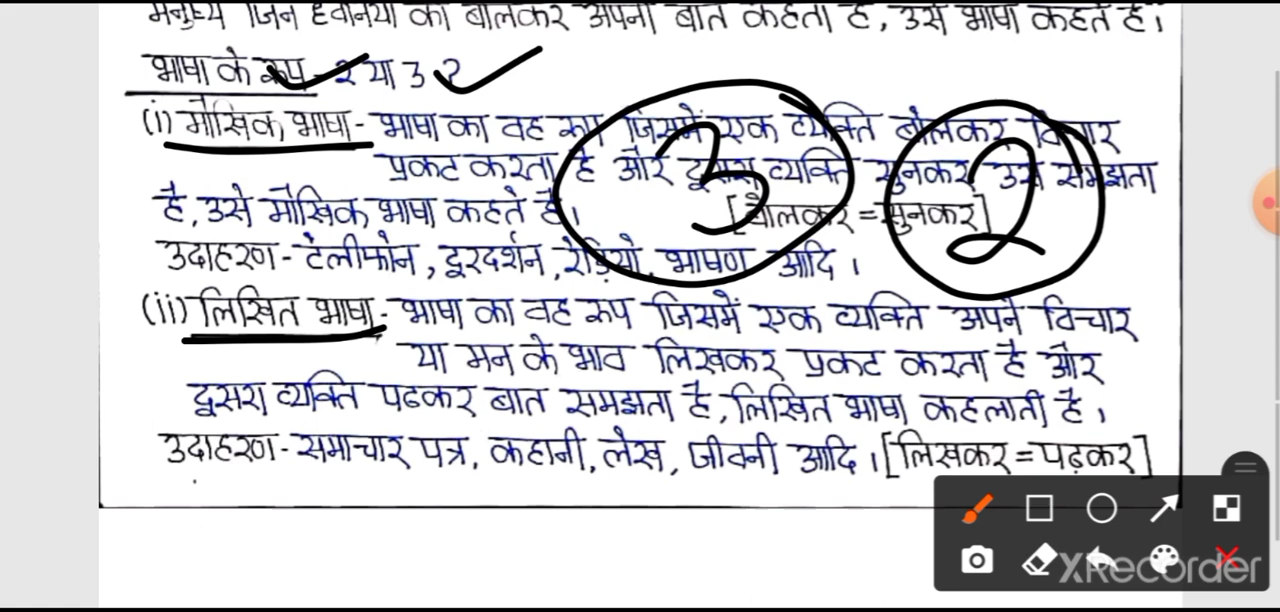 मनुष्य जिन ध्वनियों को बोलकर अपनी बात कहता है, उसे भाषा कहते हैं।
भाषा के रूप - २ या 3 ?
(i) मौखिक भाषा - भाषा का वह रूप जिसमें एक व्यक्ति बोलकर विचार
प्रकट करता है और दूसरा व्यक्ति सुनकर उसे समझता
है, उसे मौखिक भाषा कहते हैं। [बोलकर = सुनकर]
3 2
उदाहरण - टेलीफोन, दूरदर्शन, रेडियो, भाषण आदि ।
(ii) लिखित भाषा - भाषा का वह रूप जिसमें एक व्यक्ति अपने विचार
या मन के भाव लिखकर प्रकट करता है और
दूसरा व्यक्ति पढकर बात समझता है, लिखित भाषा कहलाती है।
उदाहरण - समाचार पत्र, कहानी, लेख, जीवनी आदि । [लिखकर = पढ़कर]
XRecorder